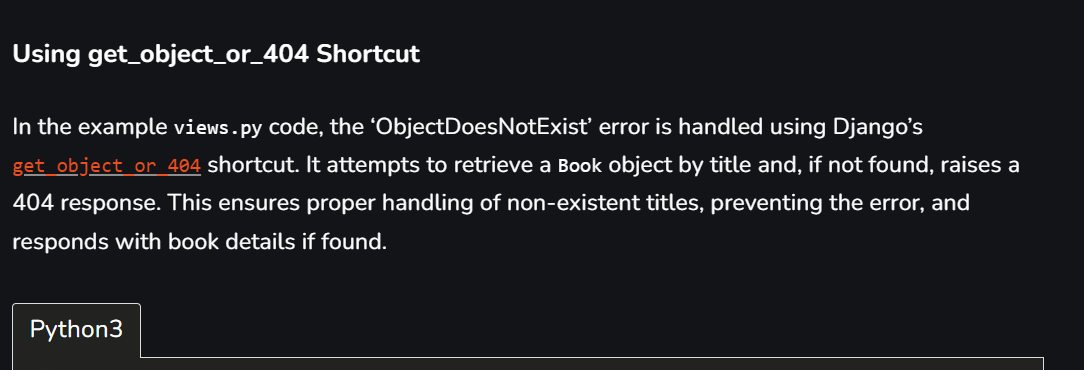 Using get_object_or_404 Shortcut
In the example views.py code, the ‘ObjectDoesNotExist’ error is handled using Django’s
get_object_or_404 shortcut. It attempts to retrieve a Book object by title and, if not found, raises a
404 response. This ensures proper handling of non-existent titles, preventing the error, and
responds with book details if found.
Python3